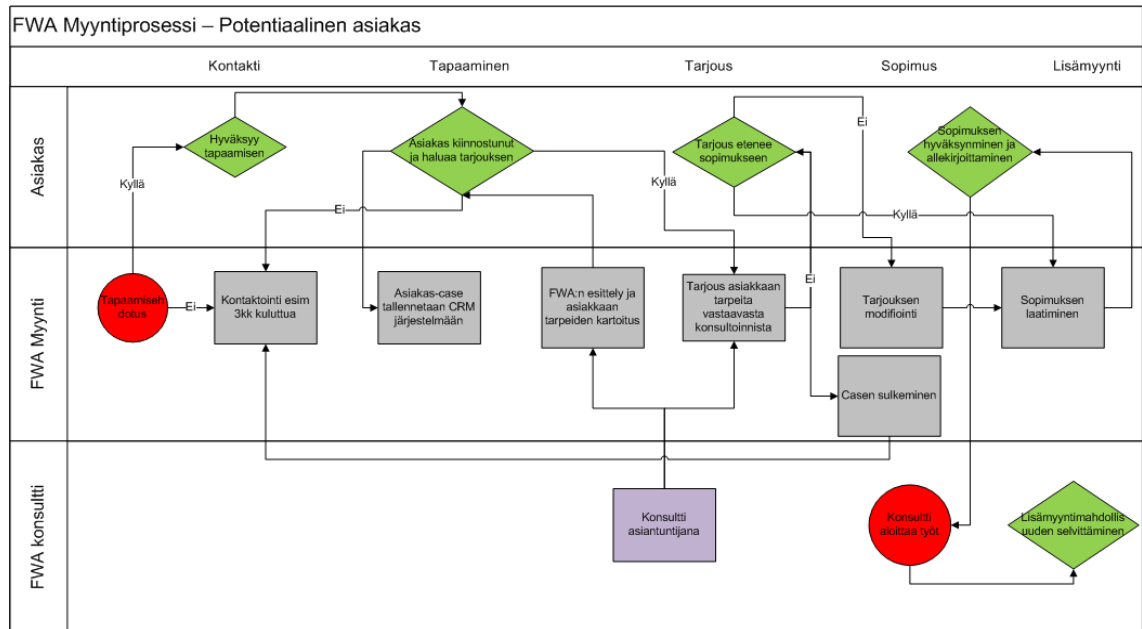 FWA Myyntiprosessi – Potentiaalinen asiakas
Kontakti
Tapaaminen
Tarjous
Sopimus
Lisämyynti
Asiakas
Hyväksyy
tapaamisen
Asiakas kiinnostunut
ja haluaa tarjouksen
Tarjous etenee
sopimukseen
Ei
Sopimuksen
hyväksynminen ja
allekirjoittaminen
Kyllä
Kyllä
Ei
Kyllä
FWA Myynti
Tapaamiseh
dotus
Ei
Kontaktointi esim
3kk kuluttua
Asiakas-case
tallennetaan CRM
järjestelmään
FWA:n esittely ja
asiakkaan
tarpeiden kartoitus
Tarjous asiakkaan
tarpeita
vastaavasta
konsultoinnista
Ei
Tarjouksen
modifiointi
Sopimuksen
laatiminen
Casen sulkeminen
FWA konsultti
Konsultti
asiantuntijana
Konsultti
aloittaa työt
Lisämyyntimahdollis
uuden selvittäminen